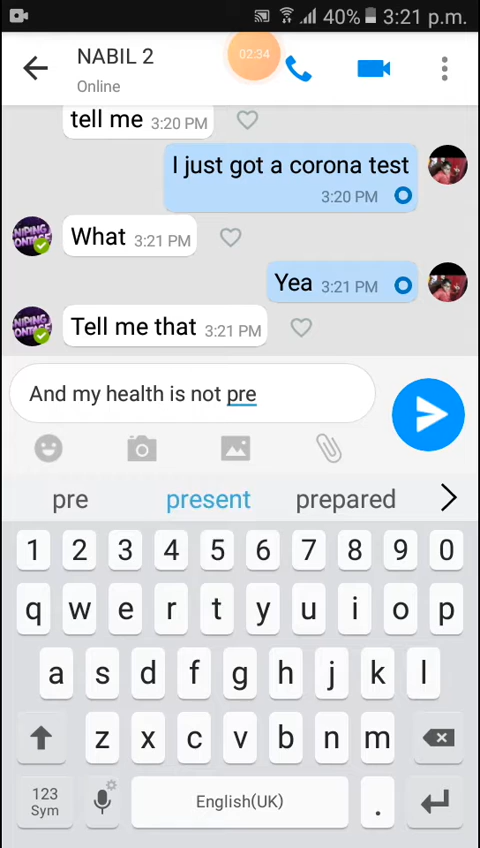 40% 3:21 p.m.
NABIL 2
02:34
Online
tell me 3:20 PM
I just got a corona test
3:20 PM
What 3:21 PM
Yea 3:21 PM
Tell me that 3:21 PM
And my health is not pre
pre present prepared
1 2 3 4 5 6 7 8 9 0
q w e r t y u i o p
a s d f g h j k l
z x c v b n m
123
Sym
English(UK)
.